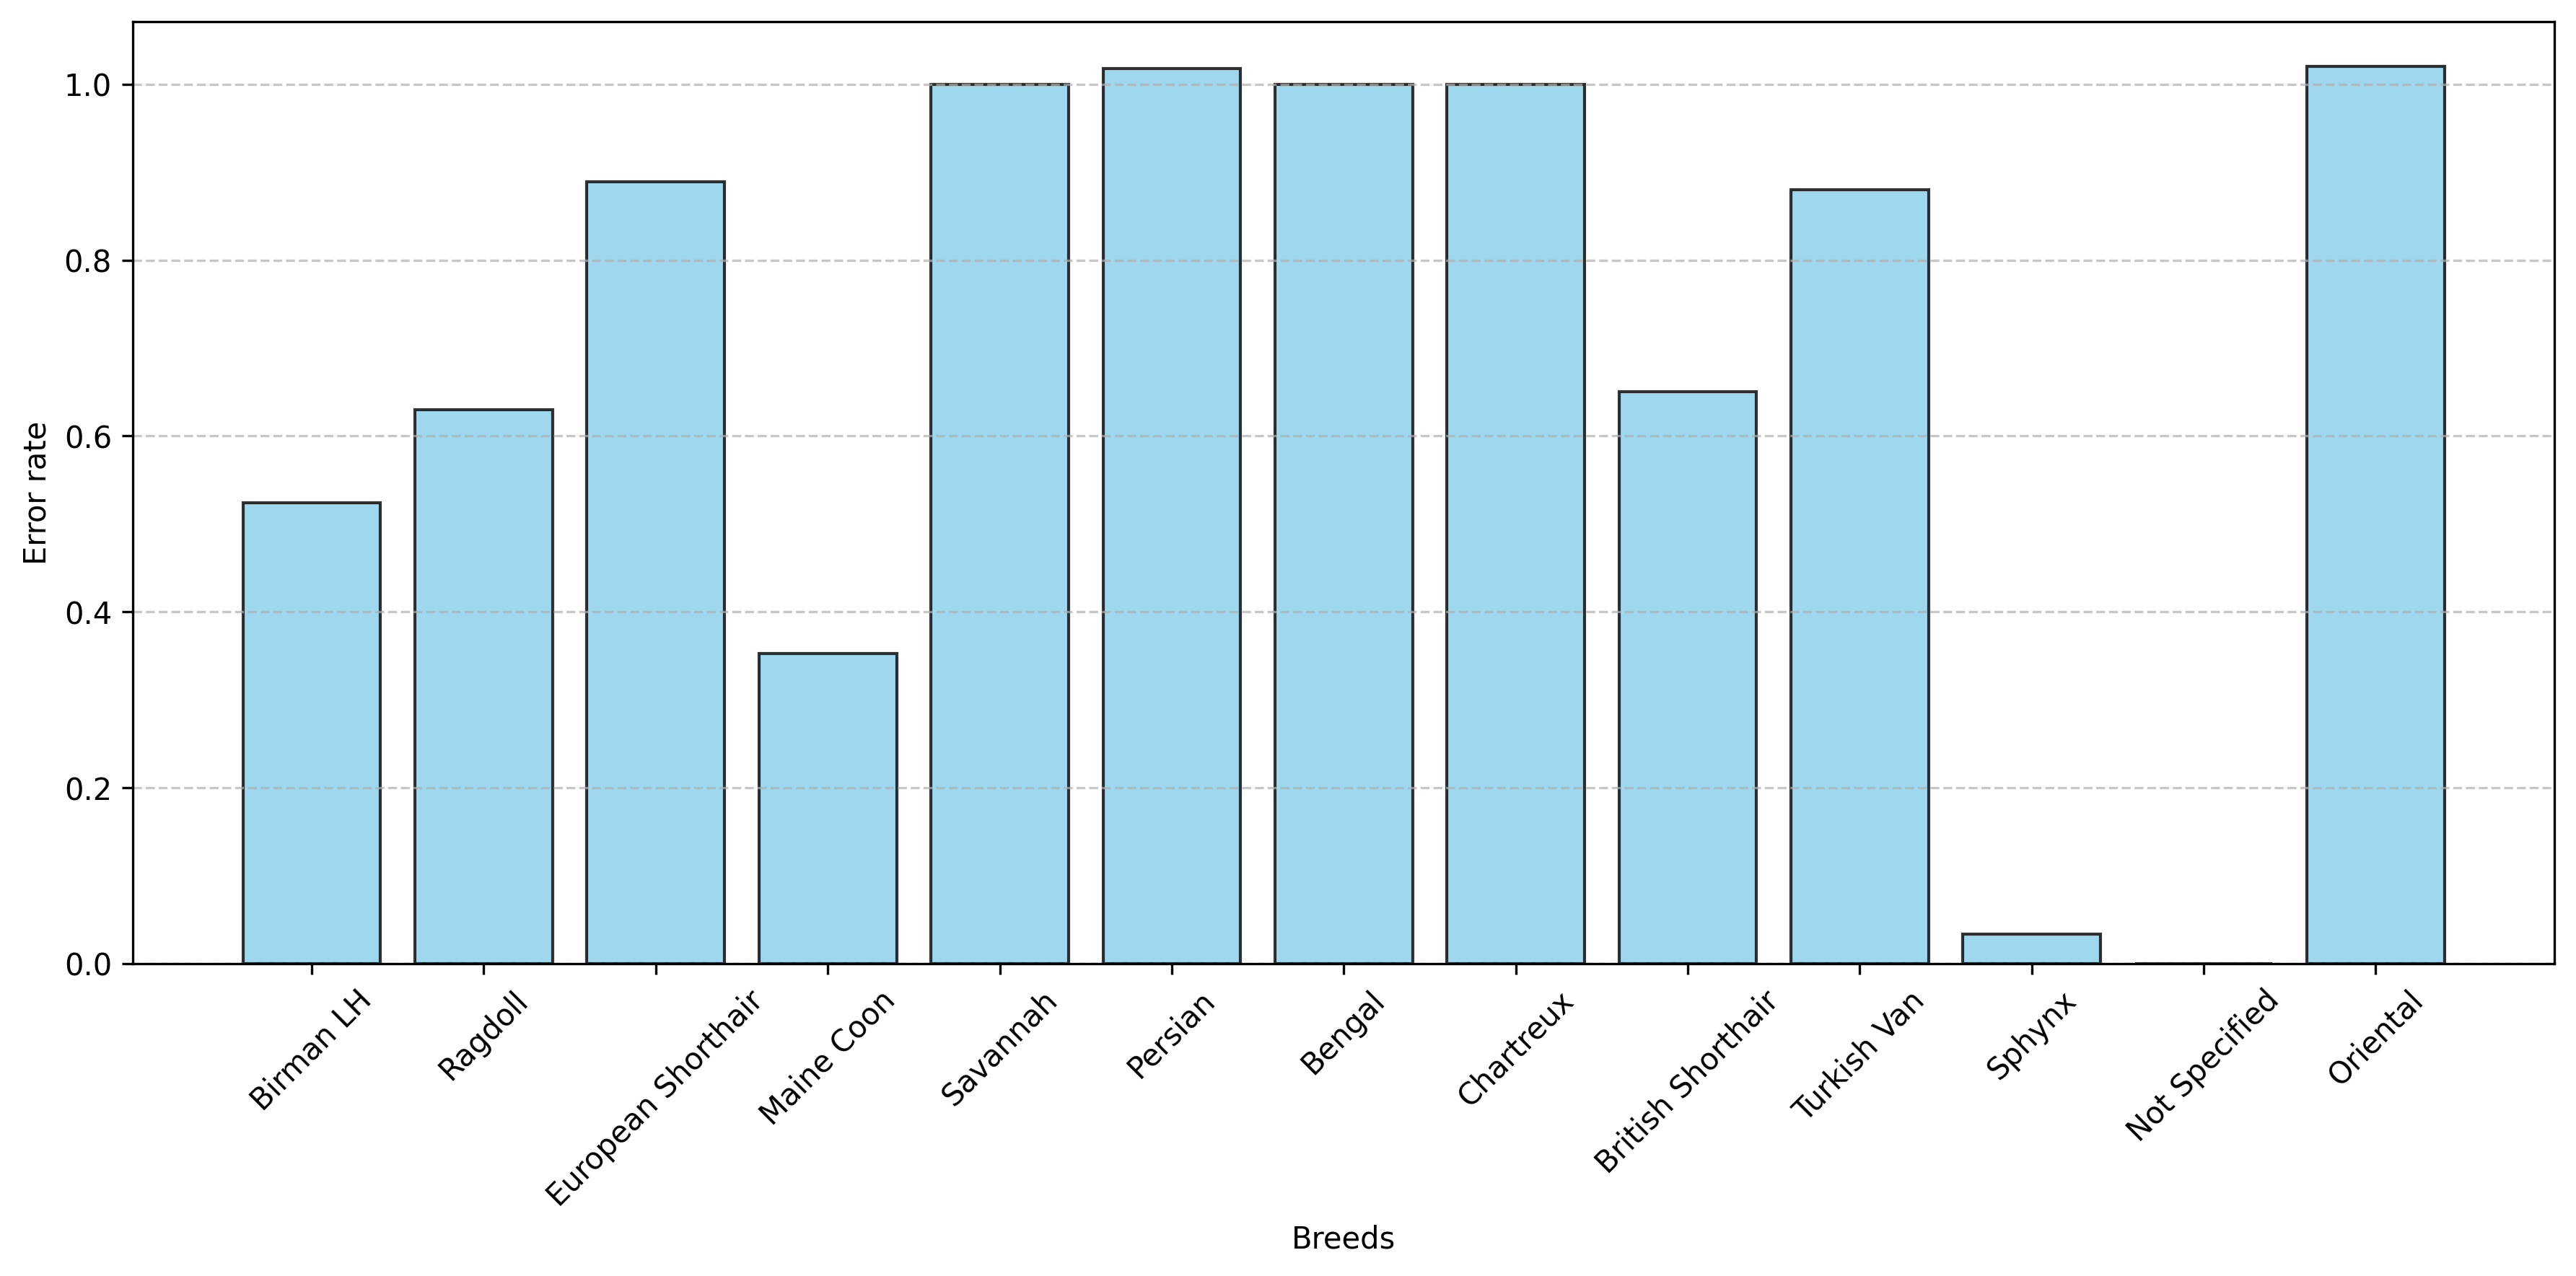 Error rate
1.0
0.8
0.6
0.4
0.2
0.0
Birman LH
Ragdoll
European Shorthair
Maine Coon
Savannah
Persian
Bengal
Chartreux
British Shorthair
Turkish Van
Sphynx
Not Specified
Oriental
Breeds